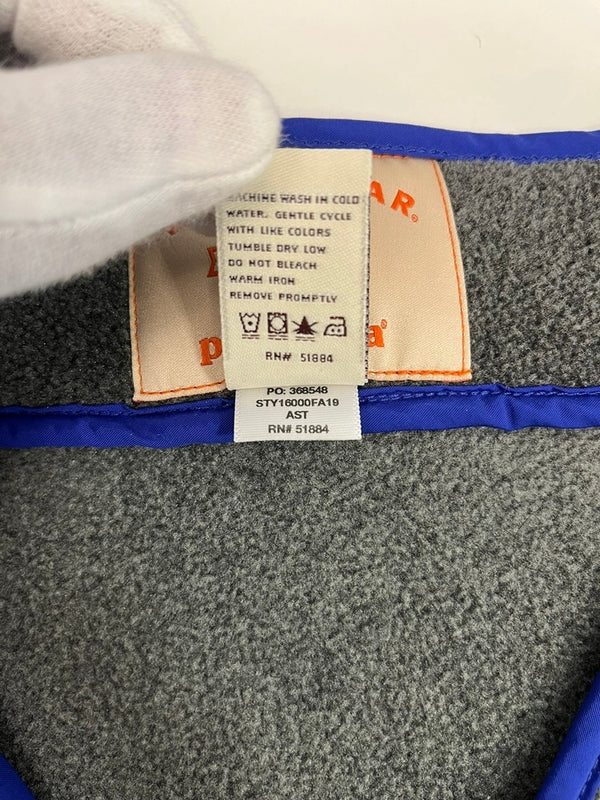 AR®
MACHINE WASH IN COLD
WATER. GENTLE CYCLE
WITH LIKE COLORS
TUMBLE DRY LOW
DO NOT BLEACH
WARM IRON
REMOVE PROMPTLY
RN# 51884
p a®
PO: 368548
STY16000FA19
AST
RN# 51884